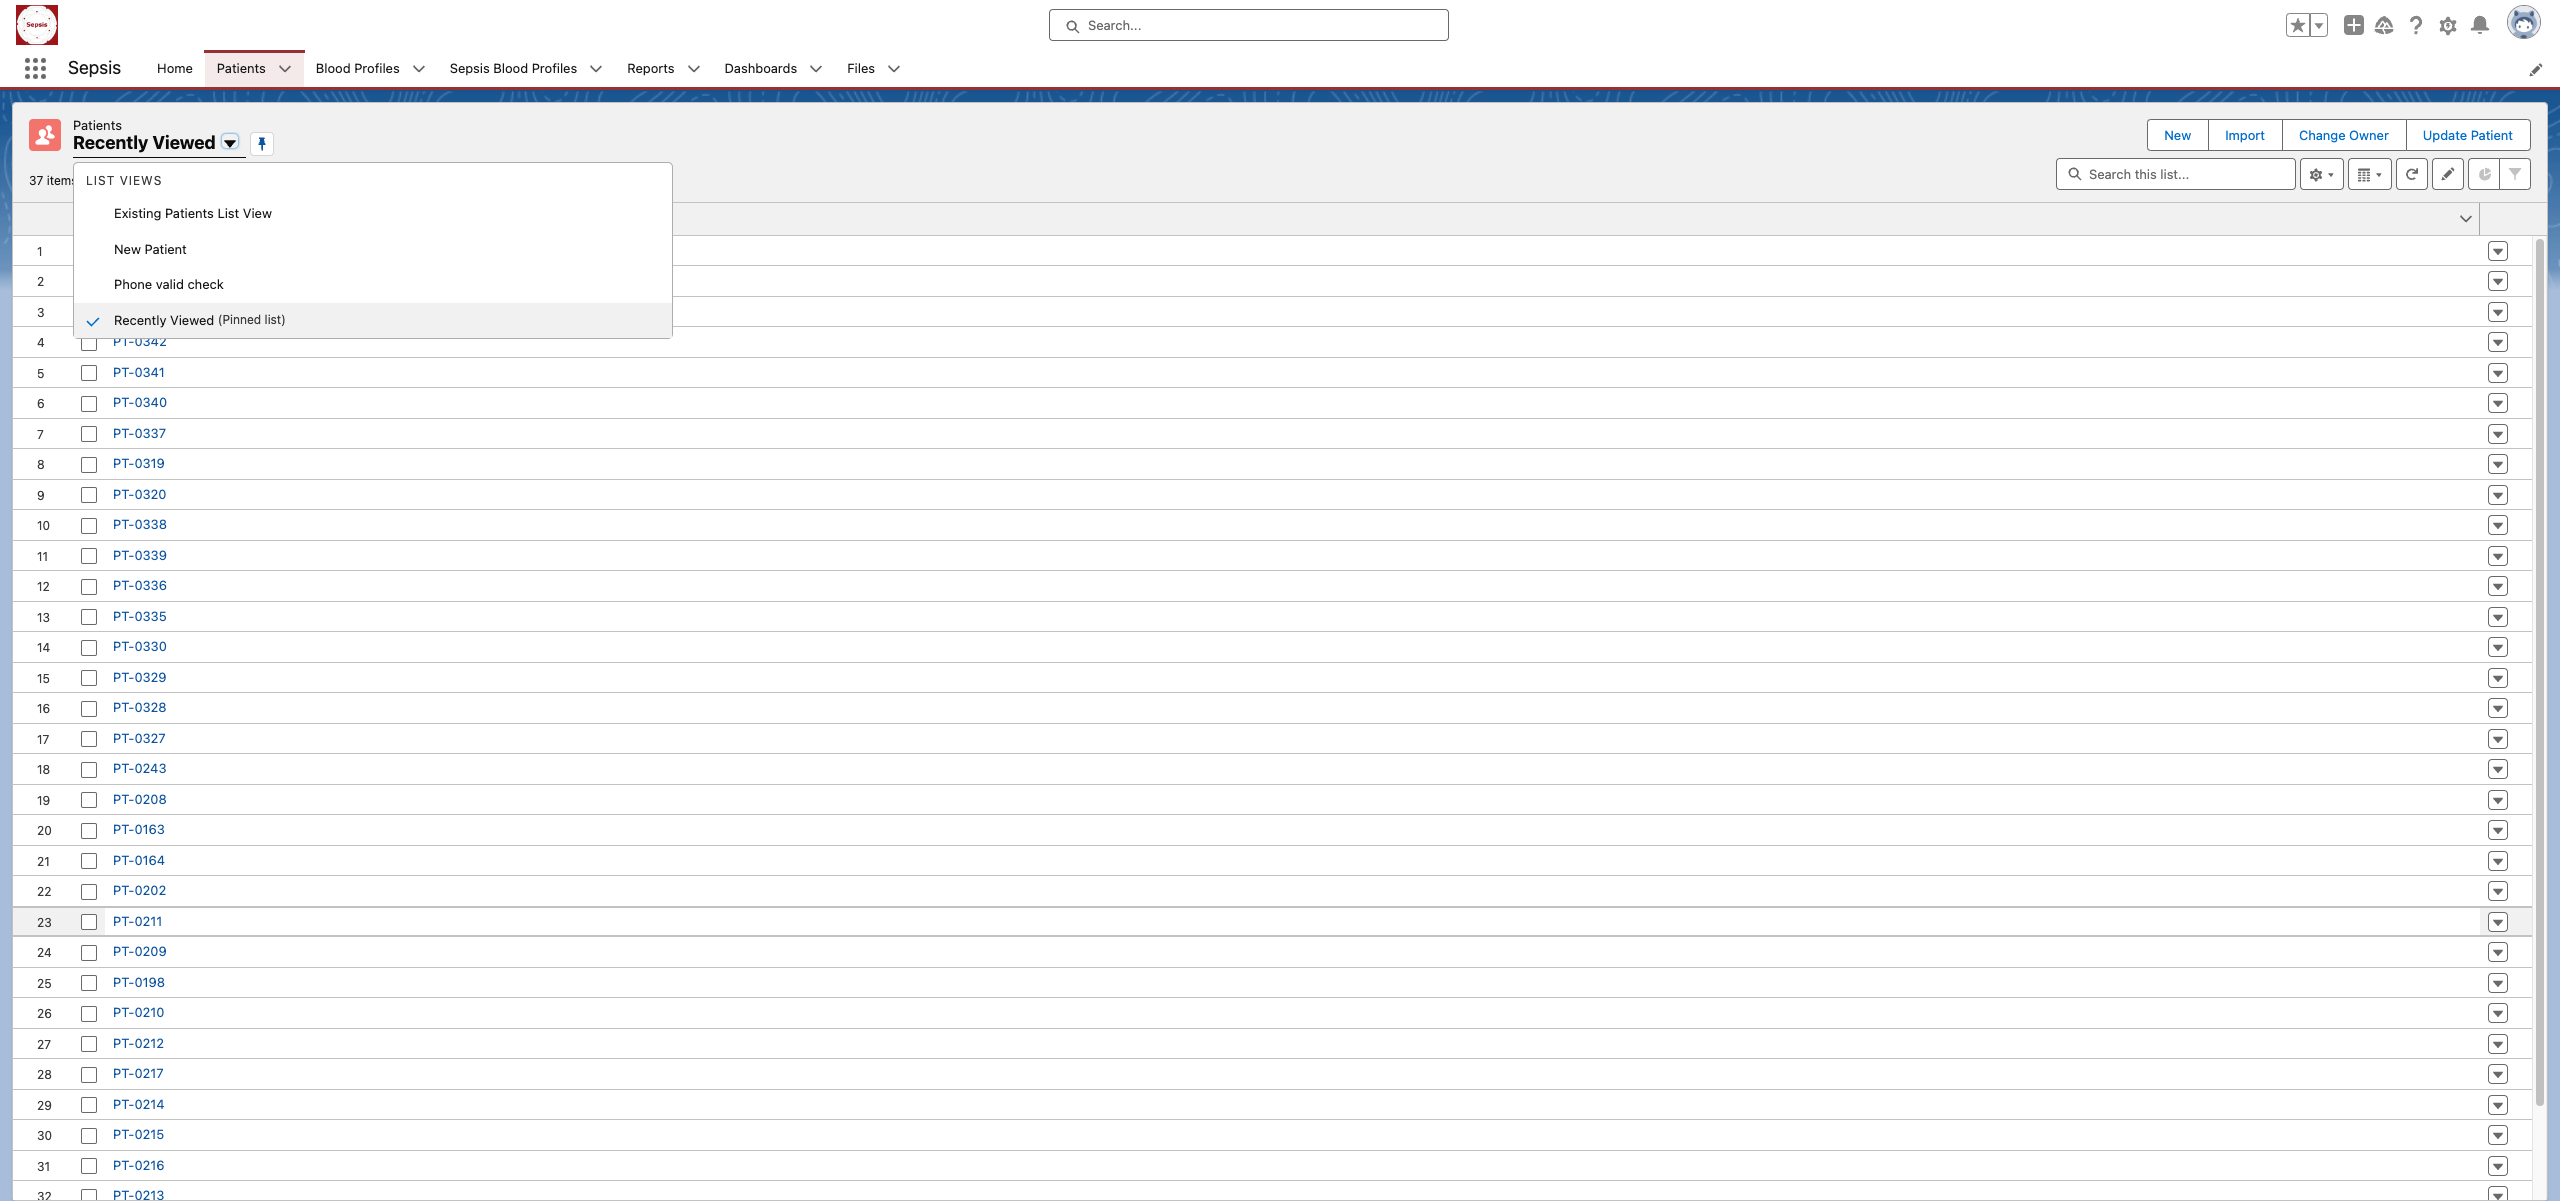 Sepsis
Search...
Sepsis
Home
Patients
Blood Profiles
Sepsis Blood Profiles
Reports
Dashboards
Files
Patients
Recently Viewed
New
Import
Change Owner
Update Patient
37 items
Search this list...
LIST VIEWS
Existing Patients List View
New Patient
Phone valid check
Recently Viewed (Pinned list)
1
2
3
4 PT-0342
5 PT-0341
6 PT-0340
7 PT-0337
8 PT-0319
9 PT-0320
10 PT-0338
11 PT-0339
12 PT-0336
13 PT-0335
14 PT-0330
15 PT-0329
16 PT-0328
17 PT-0327
18 PT-0243
19 PT-0208
20 PT-0163
21 PT-0164
22 PT-0202
23 PT-0211
24 PT-0209
25 PT-0198
26 PT-0210
27 PT-0212
28 PT-0217
29 PT-0214
30 PT-0215
31 PT-0216
32 PT-0213